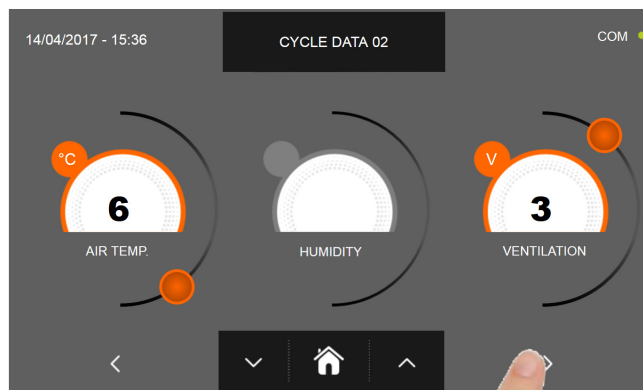 14/04/2017 - 15:36
CYCLE DATA 02
COM
°C
6
AIR TEMP.
HUMIDITY
V
3
VENTILATION